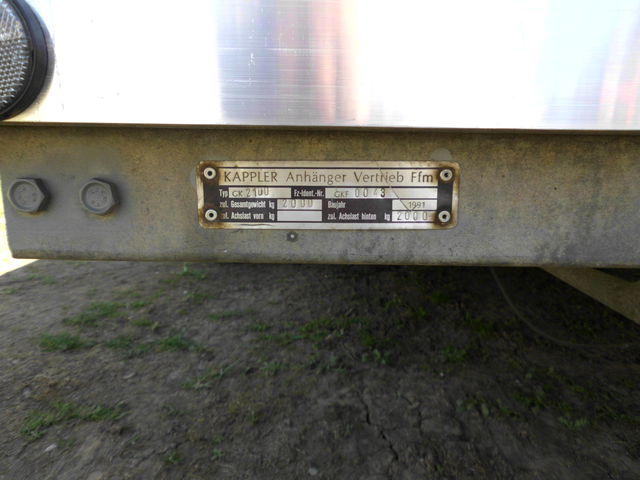 KAPPLER Anhänger Vertrieb Ffm
Typ GK 2100 Fz-Ident.-Nr. GKF 0043
zul. Gesamtgewicht kg 2000 Baujahr 1991
zul. Achslast vorn kg zul. Achslast hinten kg 2000